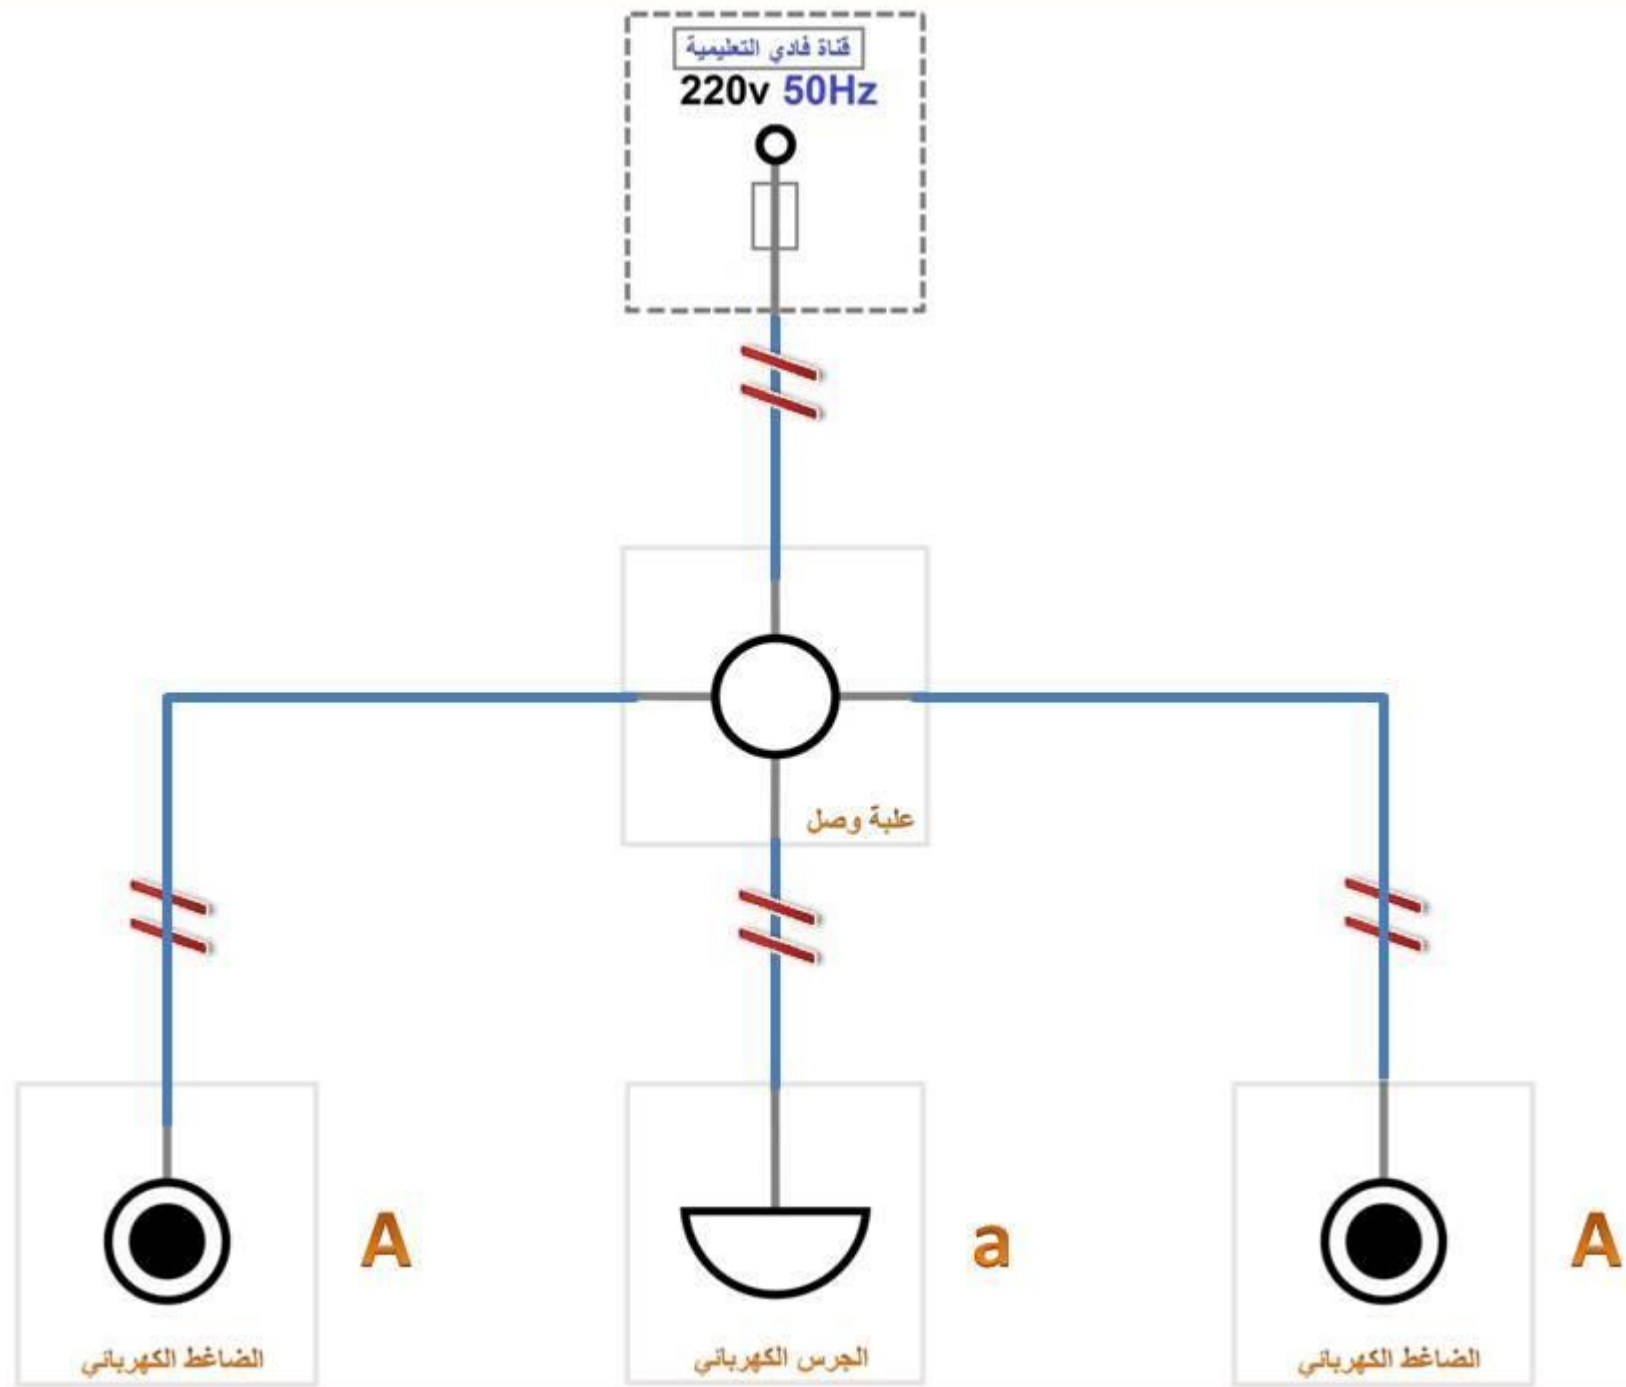 قناة فادي التعليمية
220v 50Hz
علبة وصل
A
a
A
الضاغط الكهربائي
الجرس الكهربائي
الضاغط الكهربائي